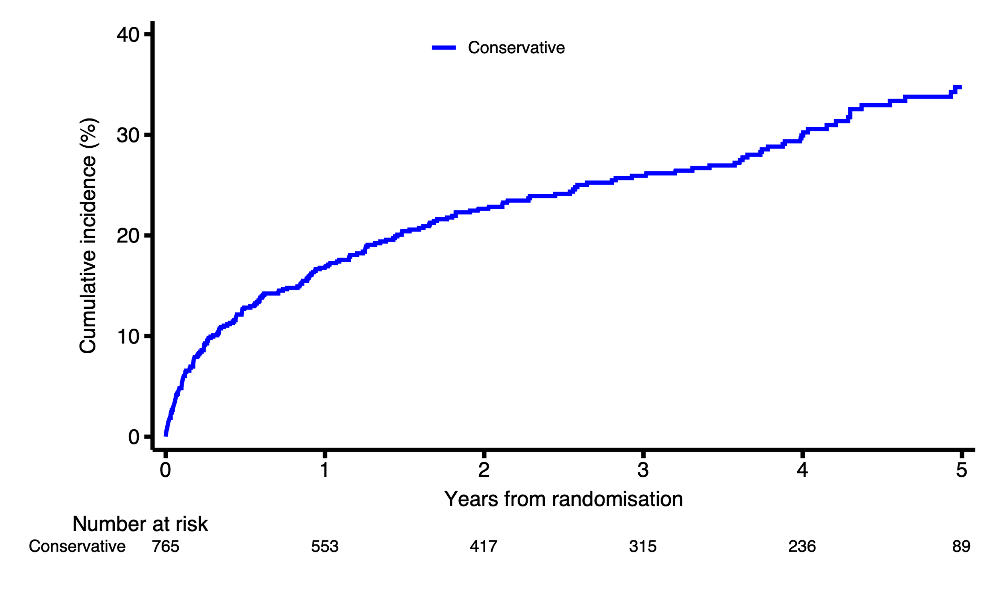 40
Conservative
30
20
10
0
Cumulative incidence (%)
0 1 2 3 4 5
Years from randomisation
Number at risk
Conservative 765 553 417 315 236 89